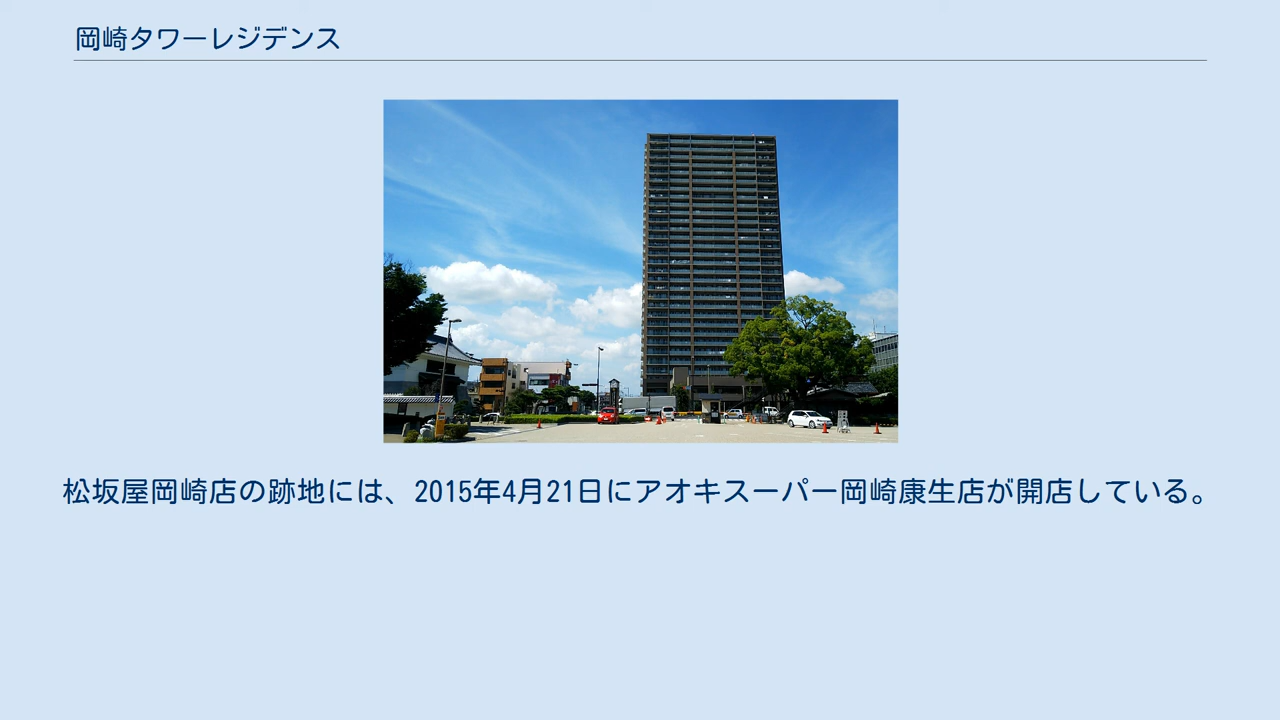 岡崎タワーレジデンス
松坂屋岡崎店の跡地には、2015年4月21日にアオキスーパー岡崎康生店が開店している。